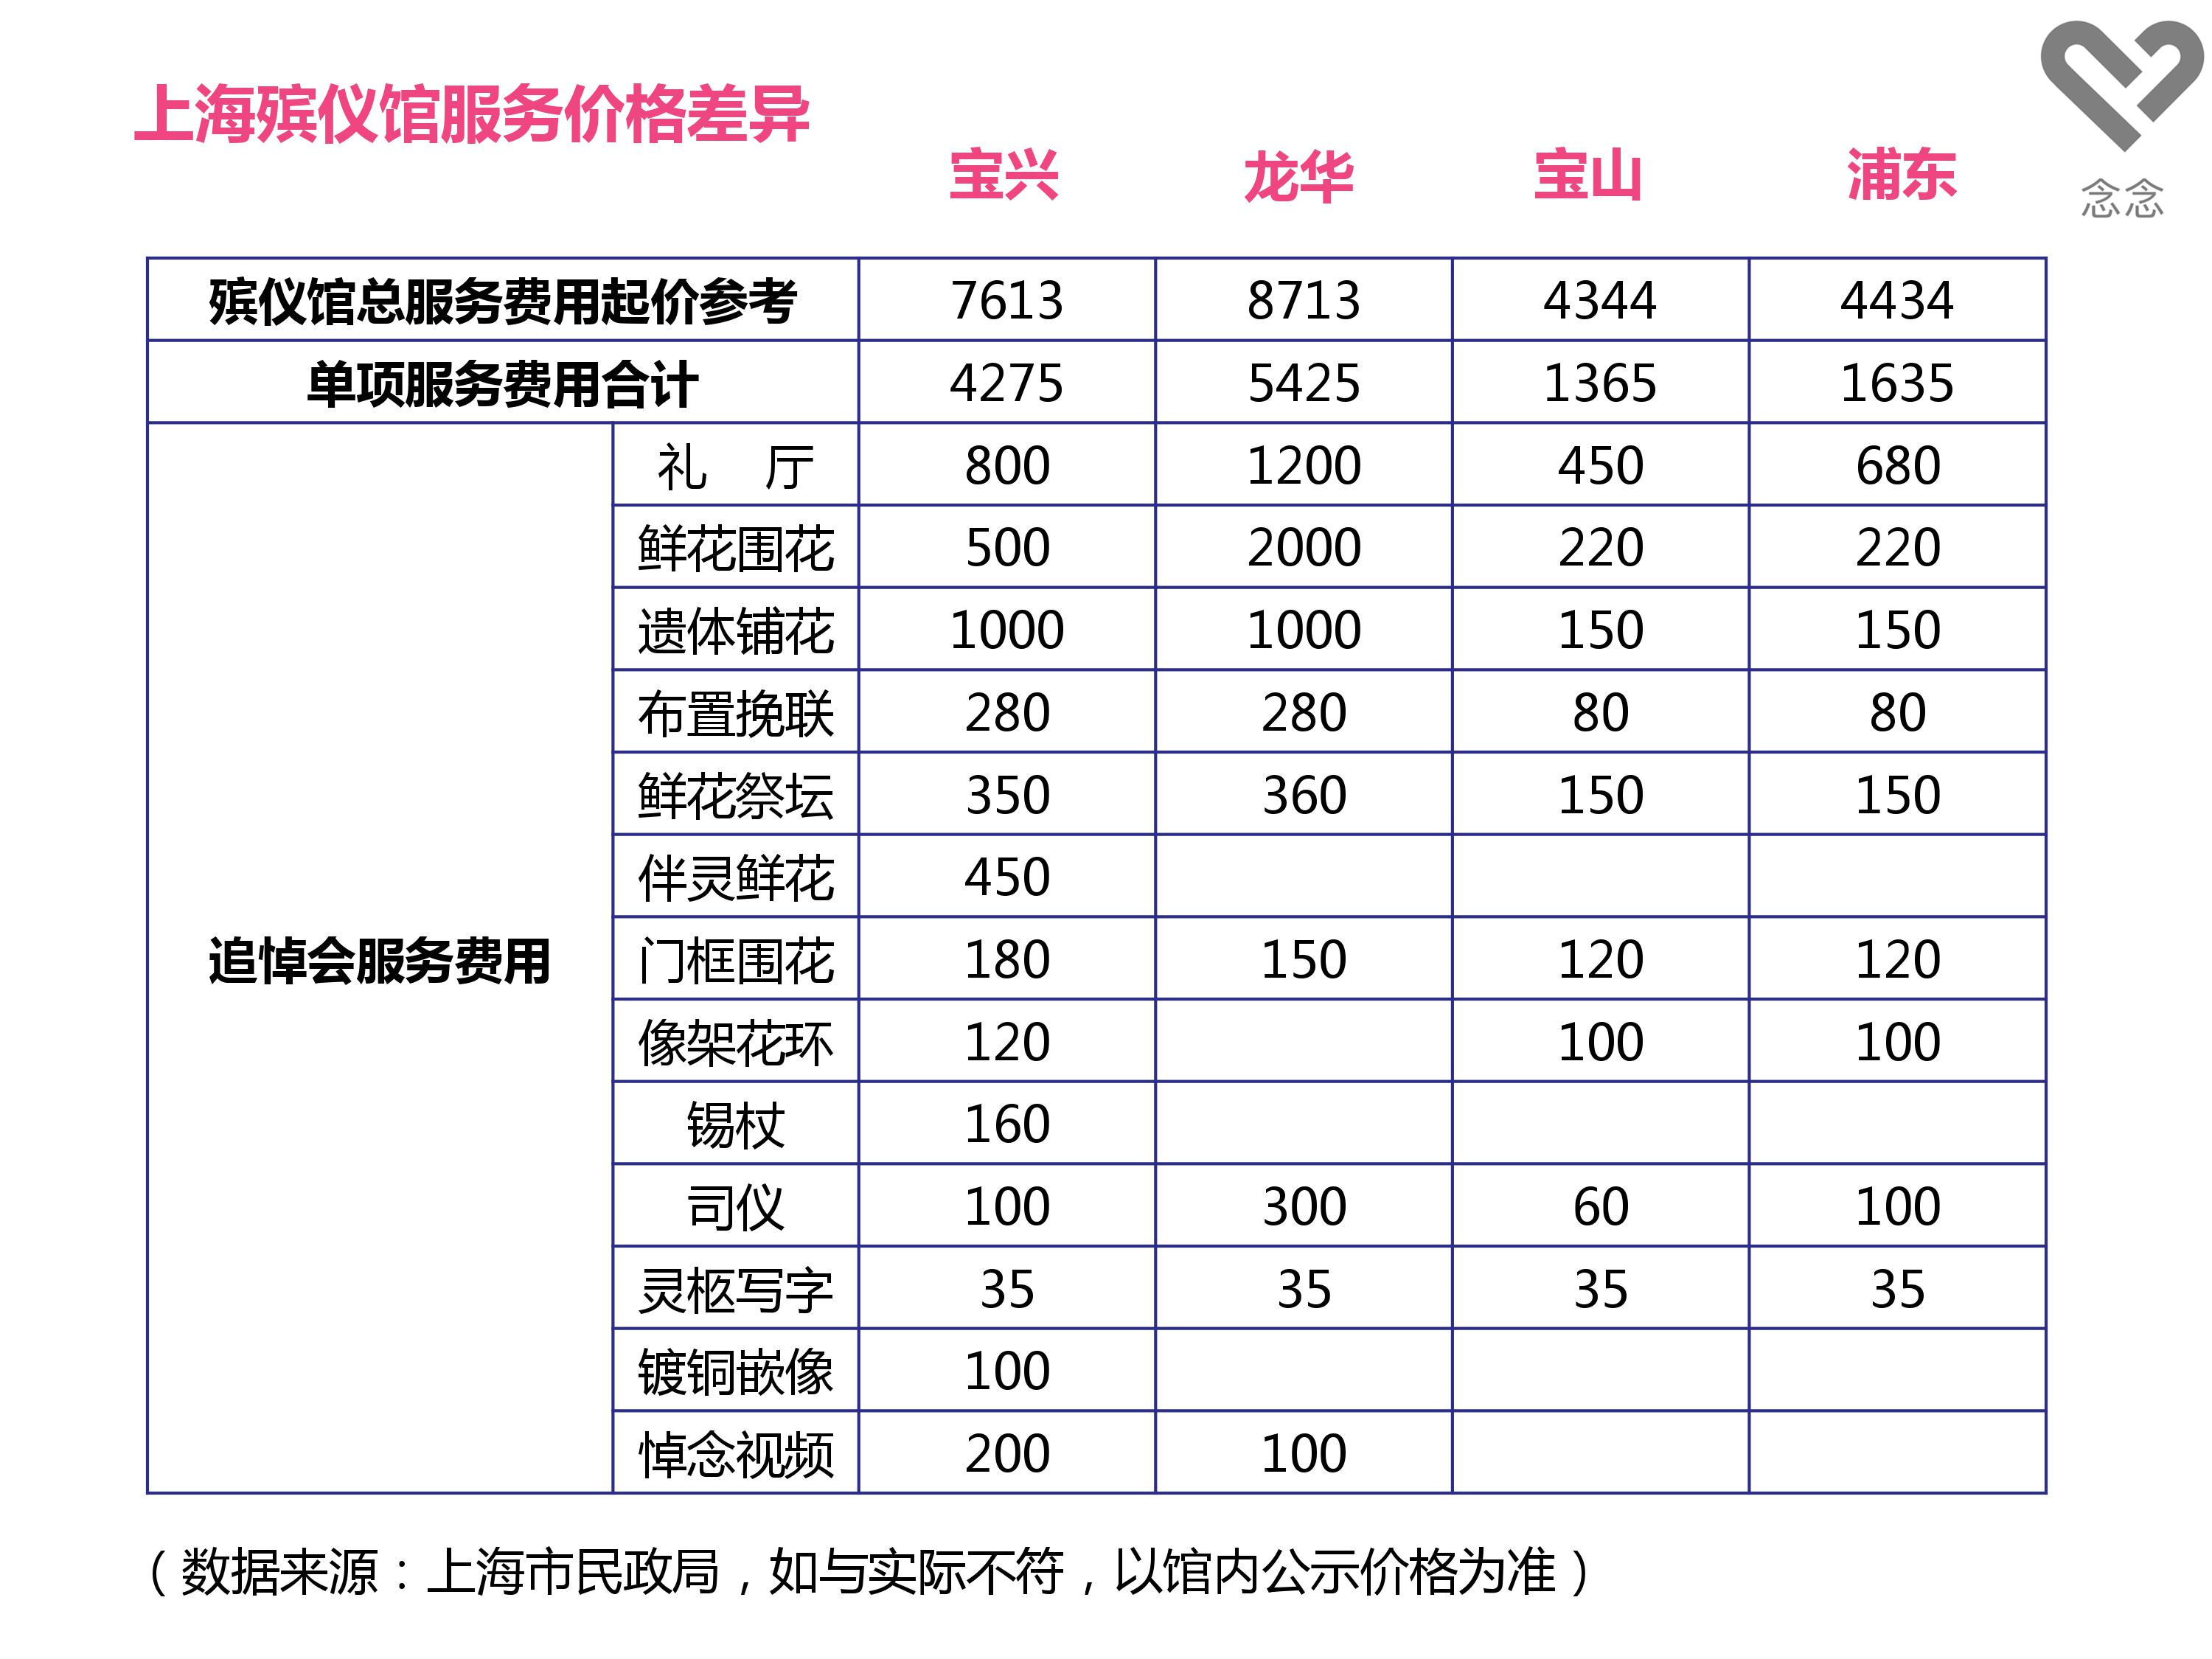 上海殡仪馆服务价格差异
念念
宝兴 龙华 宝山 浦东
殡仪馆总服务费用起价参考 7613 8713 4344 4434
单项服务费用合计 4275 5425 1365 1635
追悼会服务费用
礼 厅 800 1200 450 680
鲜花围花 500 2000 220 220
遗体铺花 1000 1000 150 150
布置挽联 280 280 80 80
鲜花祭坛 350 360 150 150
伴灵鲜花 450
门框围花 180 150 120 120
像架花环 120 100 100
锡杖 160
司仪 100 300 60 100
灵柩写字 35 35 35 35
镀铜嵌像 100
悼念视频 200 100
（数据来源：上海市民政局，如与实际不符，以馆内公示价格为准）